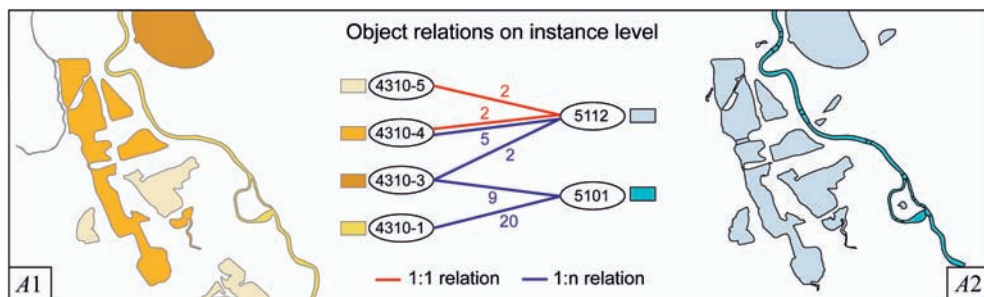 Object relations on instance level
4310-5
2
2
4310-4
5
5112
2
4310-3
9
5101
4310-1
20
1:1 relation
1:n relation
A1
A2